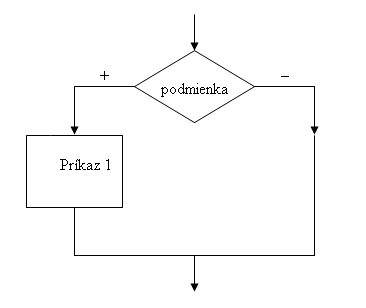 +
–
podmienka
Príkaz 1